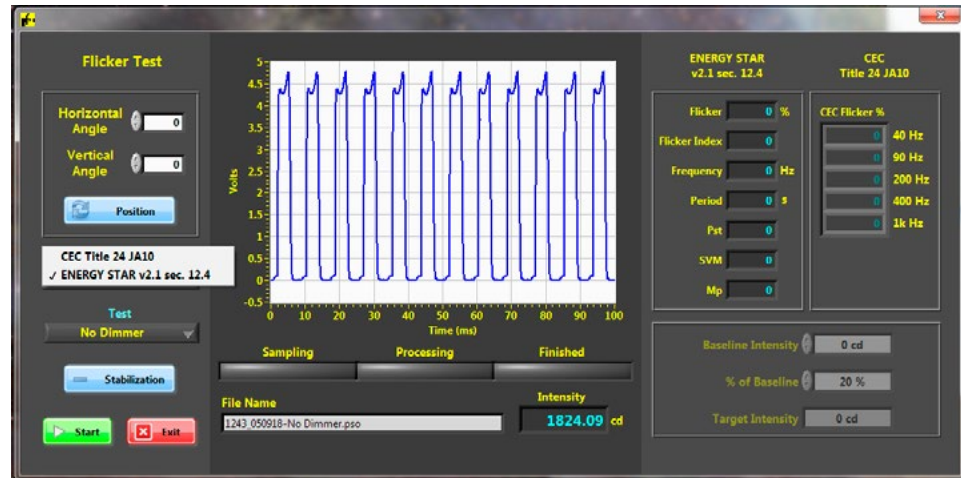 Flicker Test
Horizontal
Angle
0
Vertical
Angle
0
Position
CEC Title 24 JA10
✓ ENERGY STAR v2.1 sec. 12.4
Test
No Dimmer
Stabilization
Start
Exit
Volts
5
4.5
4
3.5
3
2.5
2
1.5
1
0.5
0
-0.5
0 10 20 30 40 50 60 70 80 90 100
Time (ms)
Sampling Processing Finished
File Name
1243_050918-No Dimmer.pso
Intensity
1824.09 cd
ENERGY STAR
v2.1 sec. 12.4
Flicker 0 %
Flicker Index 0
Frequency 0 Hz
Period 0 s
Pst 0
SVM 0
Mp 0
CEC
Title 24 JA10
CEC Flicker %
0 40 Hz
0 90 Hz
0 200 Hz
0 400 Hz
0 1k Hz
Baseline Intensity 0 cd
% of Baseline 20 %
Target Intensity 0 cd